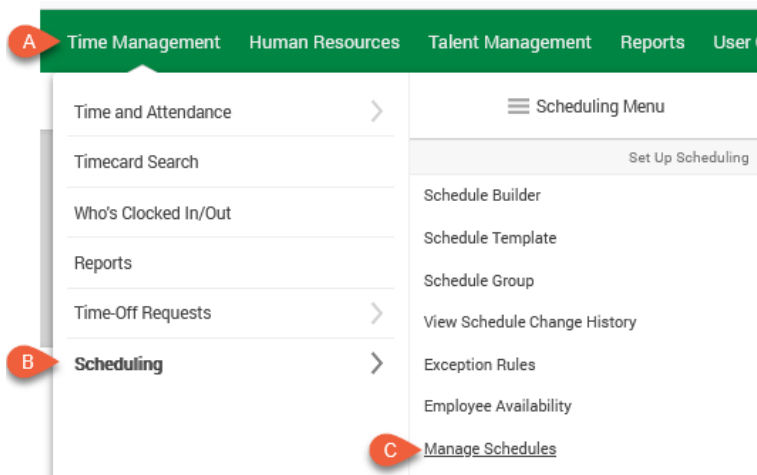 A Time Management Human Resources Talent Management Reports User
Time and Attendance
Timecard Search
Who's Clocked In/Out
Reports
Time-Off Requests
B Scheduling
Scheduling Menu
Set Up Scheduling
Schedule Builder
Schedule Template
Schedule Group
View Schedule Change History
Exception Rules
Employee Availability
C Manage Schedules